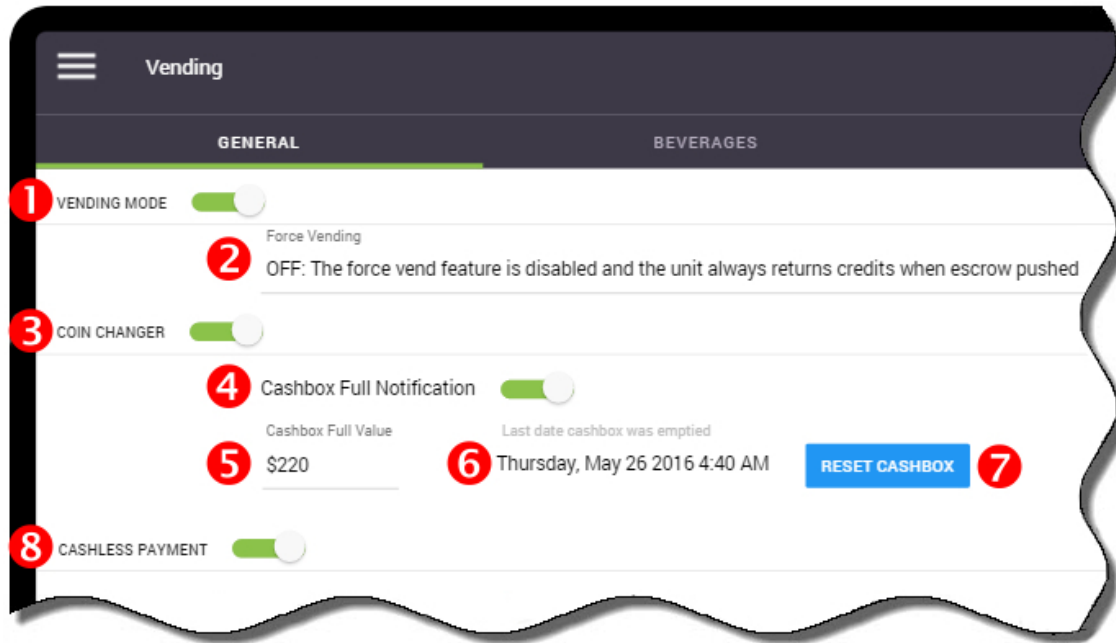 Vending
GENERAL BEVERAGES
1 VENDING MODE
Force Vending
2 OFF: The force vend feature is disabled and the unit always returns credits when escrow pushed
3 COIN CHANGER
4 Cashbox Full Notification
Cashbox Full Value Last date cashbox was emptied
5 $220 6 Thursday, May 26 2016 4:40 AM RESET CASHBOX 7
8 CASHLESS PAYMENT